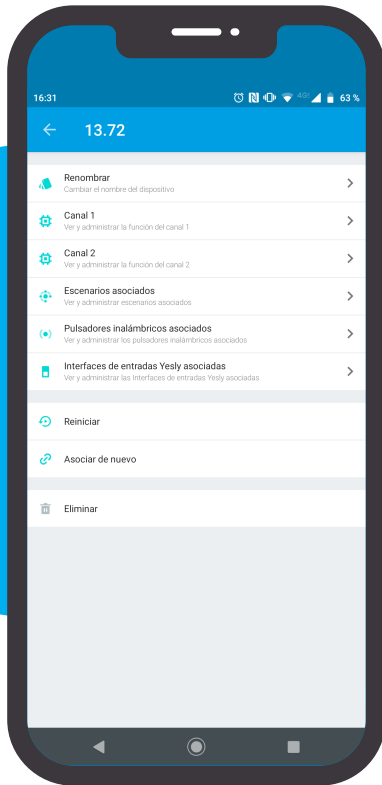 16:31
4G 63 %
13.72
Renombrar
Cambiar el nombre del dispositivo
Canal 1
Ver y administrar la función del canal 1
Canal 2
Ver y administrar la función del canal 2
Escenarios asociados
Ver y administrar escenarios asociados
Pulsadores inalámbricos asociados
Ver y administrar los pulsadores inalámbricos asociados
Interfaces de entradas Yesly asociadas
Ver y administrar las Interfaces de entradas Yesly asociadas
Reiniciar
Asociar de nuevo
Eliminar